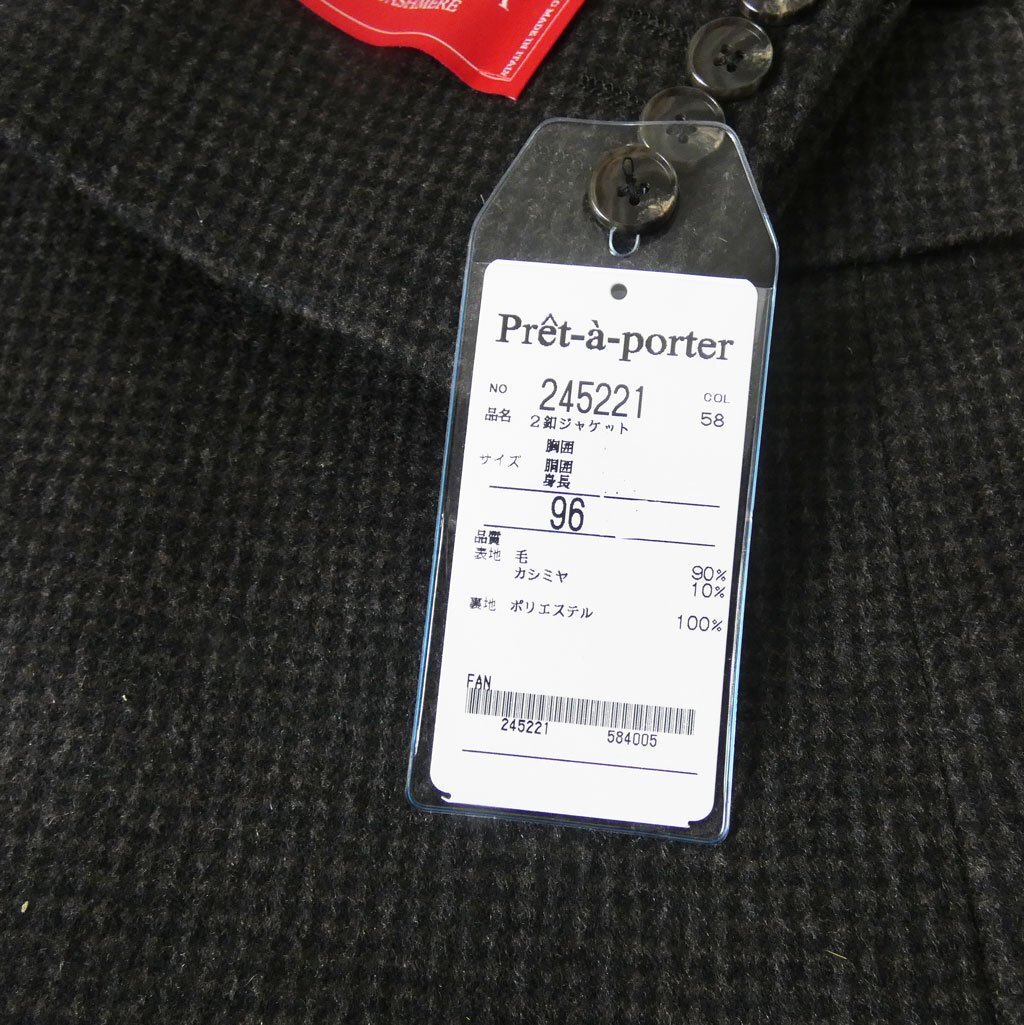 CASHMERE
MADE IN ITALY
Prêt-à-porter
NO 245221 COL
品名 2釦ジャケット 58
胸囲
サイズ 胴囲
身長
96
品質
表地 毛 90%
カシミヤ 10%
裏地 ポリエステル 100%
FAN
245221 584005